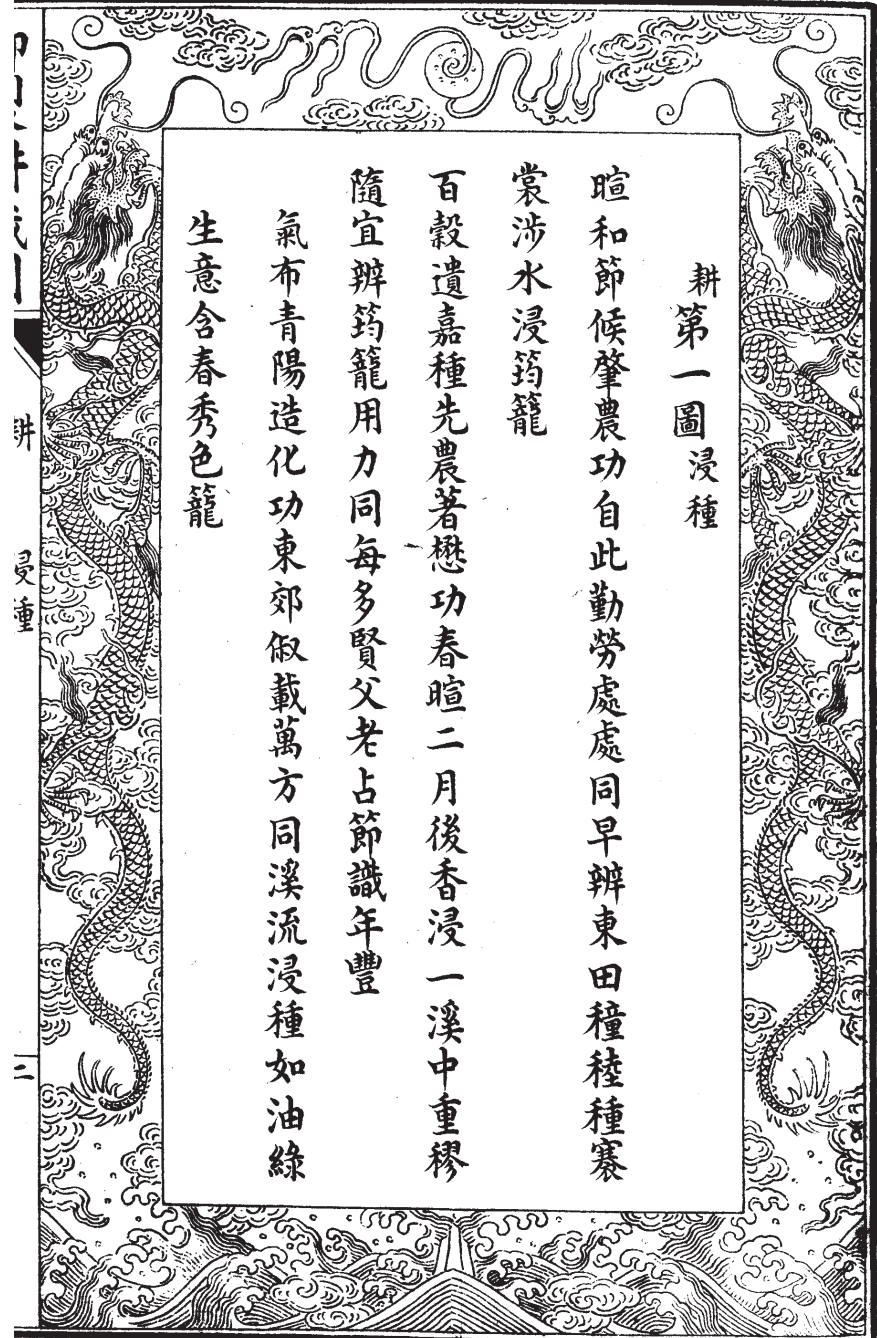 耕第一圖浸種
暄和節候肇農功自此勤勞處處同早辨東田穜稑種褰
裳涉水浸筠籠
百穀遺嘉種先農著懋功春暄二月後香浸一溪中重穋
隨宜辨筠籠用力同每多賢父老占節識年豐
氣布青陽造化功東郊俶載萬方同溪流浸種如油綠
生意含春秀色籠
耕
浸種
二